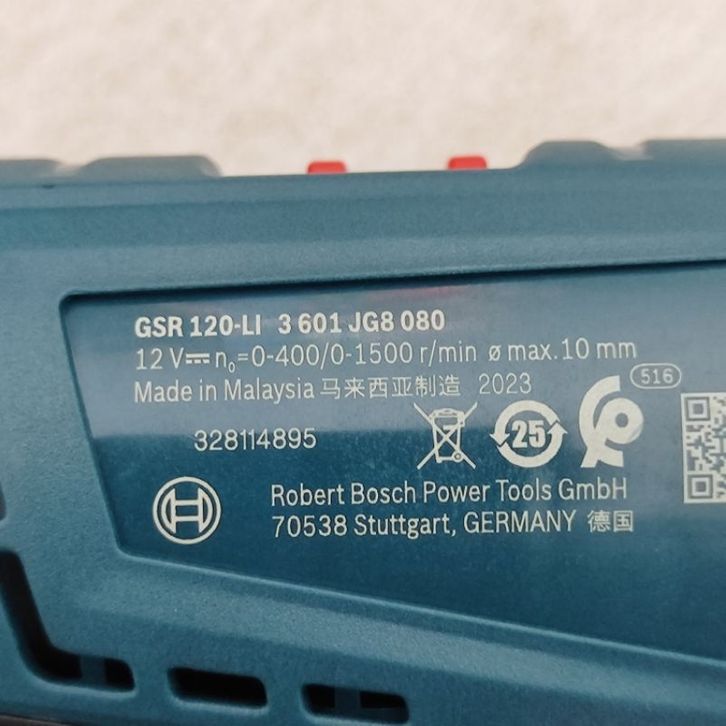 GSR 120-LI 3 601 JG8 080
12 V⎓ n₀=0-400/0-1500 r/min ø max.10 mm
Made in Malaysia 马来西亚制造 2023
516
328114895
25
Robert Bosch Power Tools GmbH
70538 Stuttgart, GERMANY 德国